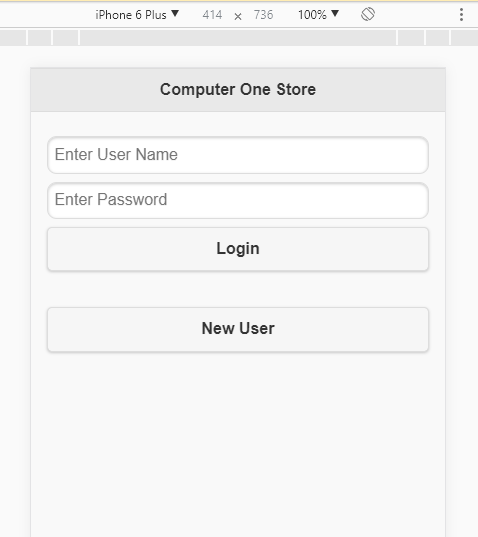 iPhone 6 Plus ▼ 414 × 736 100% ▼
Computer One Store
Enter User Name
Enter Password
Login
New User